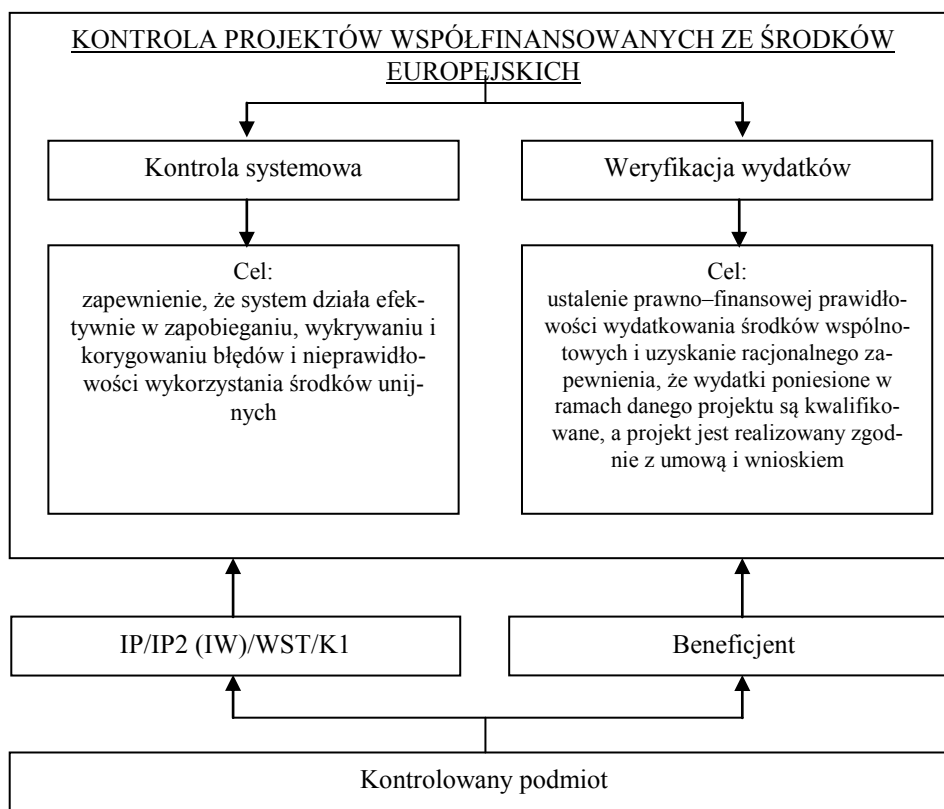 KONTROLA PROJEKTÓW WSPÓŁFINANSOWANYCH ZE ŚRODKÓW
EUROPEJSKICH
Kontrola systemowa
Weryfikacja wydatków
Cel:
zapewnienie, że system działa efek-
tywnie w zapobieganiu, wykrywaniu i
korygowaniu błędów i nieprawidło-
wości wykorzystania środków unij-
nych
Cel:
ustalenie prawno–finansowej prawidło-
wości wydatkowania środków wspólno-
towych i uzyskanie racjonalnego za-
pewnienia, że wydatki poniesione w
ramach danego projektu są kwalifiko-
wane, a projekt jest realizowany zgod-
nie z umową i wnioskiem
IP/IP2 (IW)/WST/K1
Beneficjent
Kontrolowany podmiot